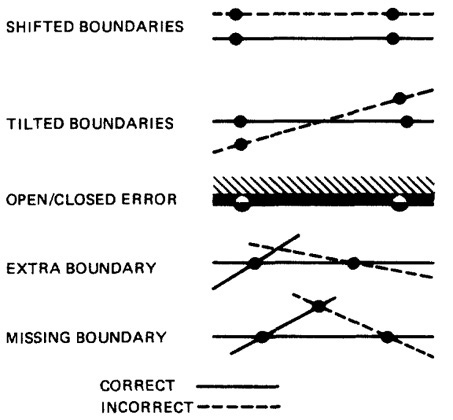 SHIFTED BOUNDARIES
TILTED BOUNDARIES
OPEN/CLOSED ERROR
EXTRA BOUNDARY
MISSING BOUNDARY
CORRECT
INCORRECT